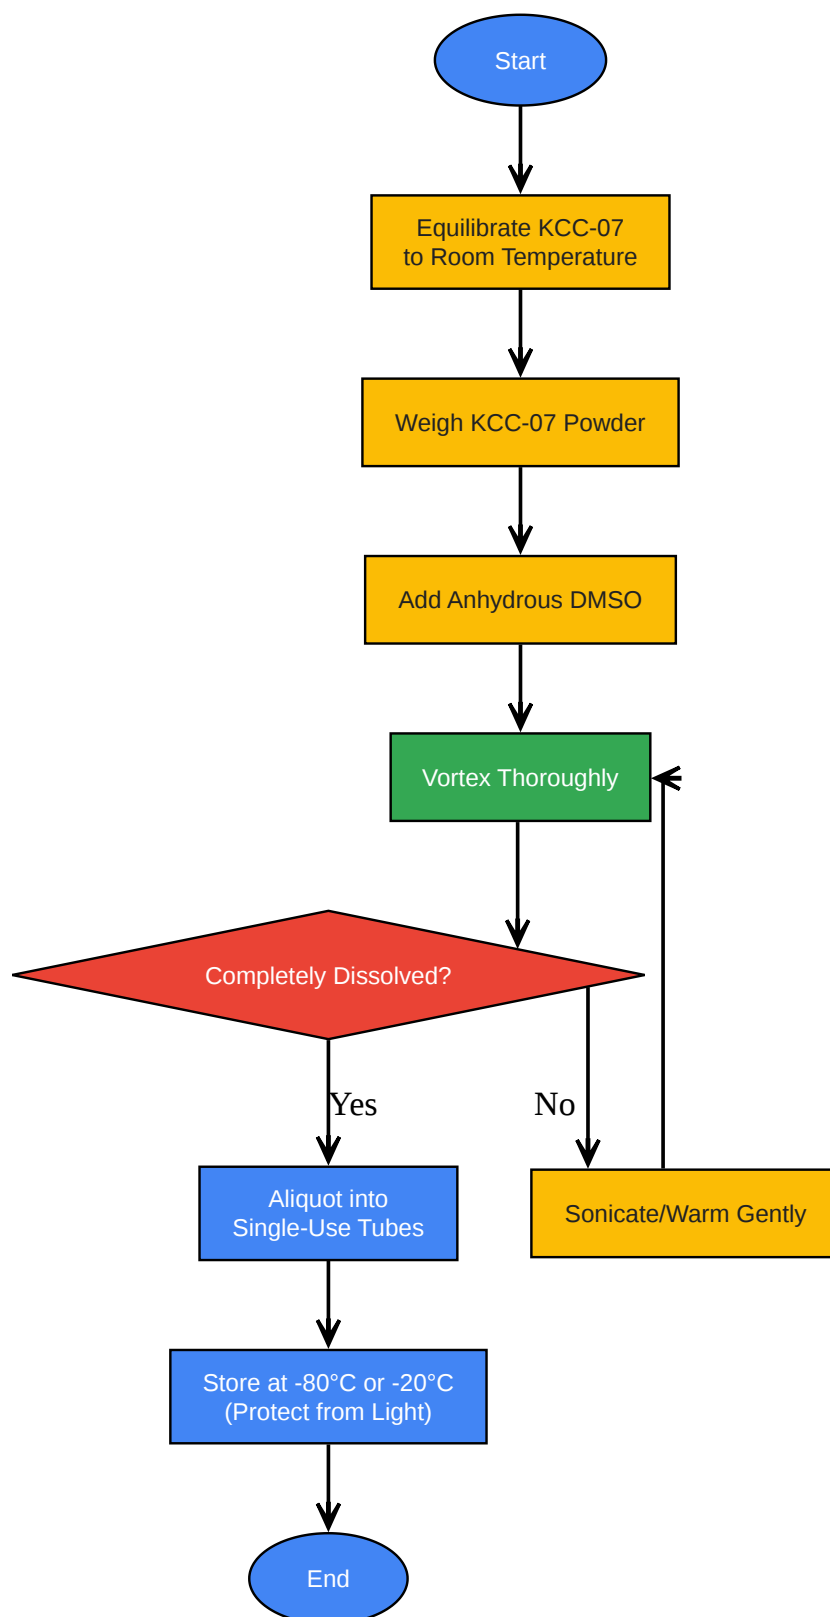 Start
Equilibrate KCC-07
to Room Temperature
Weigh KCC-07 Powder
Add Anhydrous DMSO
Vortex Thoroughly
Completely Dissolved?
Yes
No
Aliquot into
Single-Use Tubes
Sonicate/Warm Gently
Store at -80°C or -20°C
(Protect from Light)
End